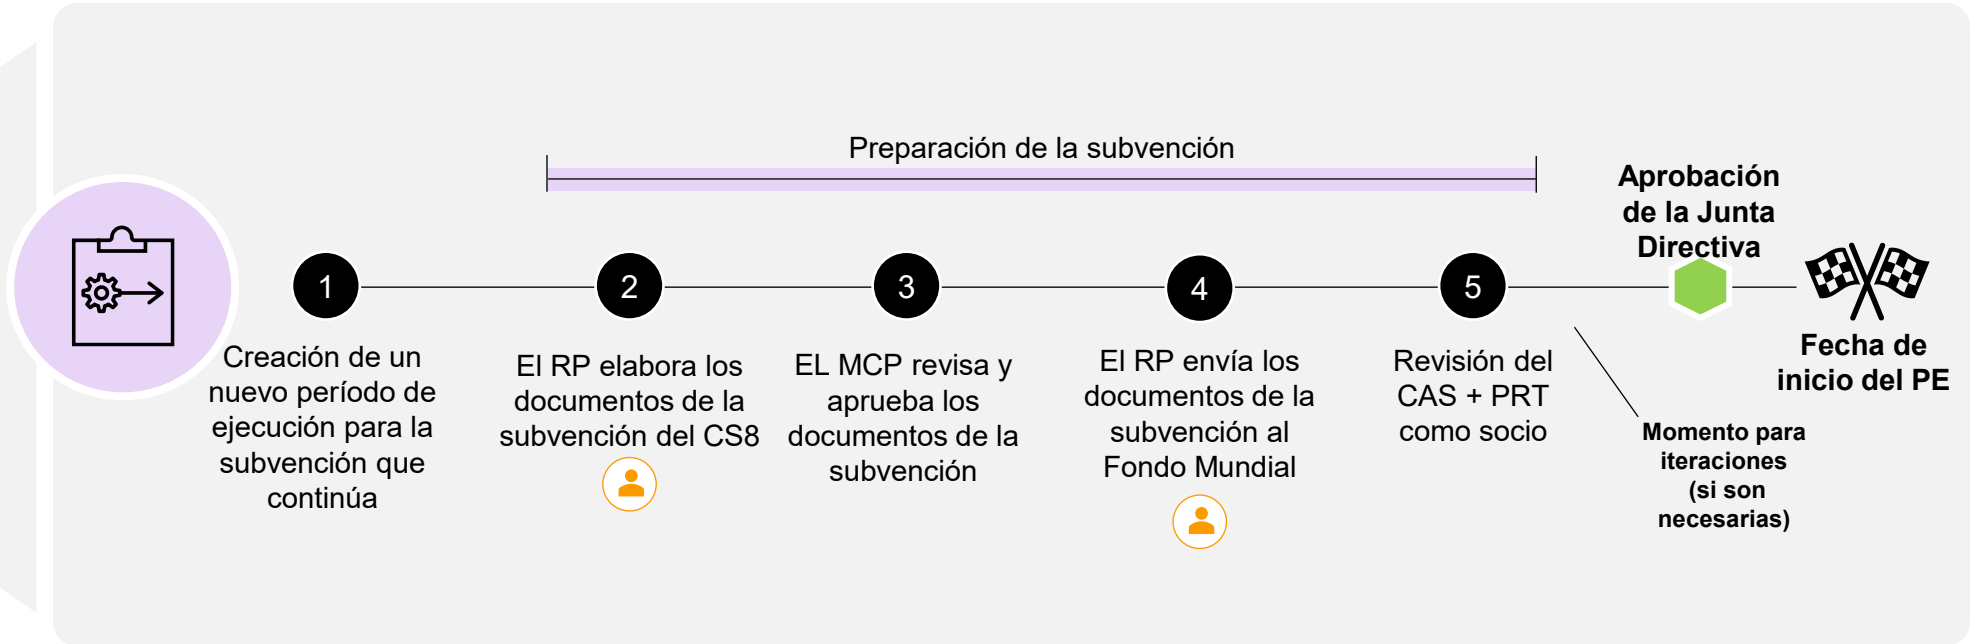 Preparación de la subvención
Aprobación
de la Junta
Directiva
1
2
3
4
5
Creación de un
nuevo período de
ejecución para la
subvención que
continúa
El RP elabora los
documentos de la
subvención del CS8
EL MCP revisa y
aprueba los
documentos de la
subvención
El RP envía los
documentos de la
subvención al
Fondo Mundial
Revisión del
CAS + PRT
como socio
Momento para
iteraciones
(si son
necesarias)
Fecha de
inicio del PE